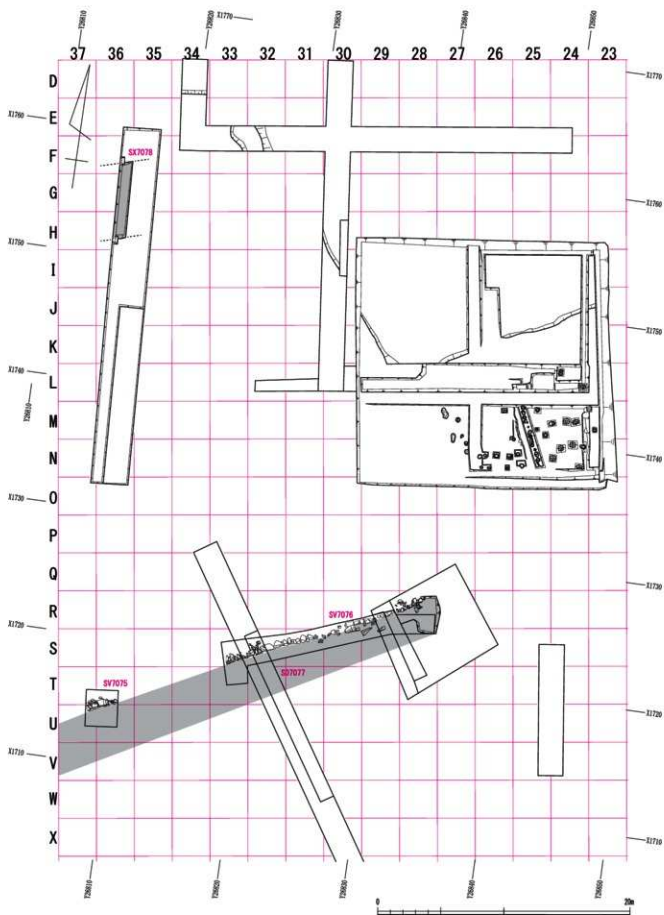 Y26810
Y26820
X1770
Y26830
Y26840
Y26850
37 36 35 34 33 32 31 30 29 28 27 26 25 24 23
D
X1770
E
X1760
F
SX7078
G
X1760
H
X1750
I
J
X1750
K
X1740
L
Y26810
M
N
X1740
O
X1730
P
Q
X1730
R
SV7076
X1720
S
SD7077
T
SV7075
X1720
U
V
X1710
W
X
X1710
Y26810
Y26820
Y26830
Y26840
Y26850
0 20m